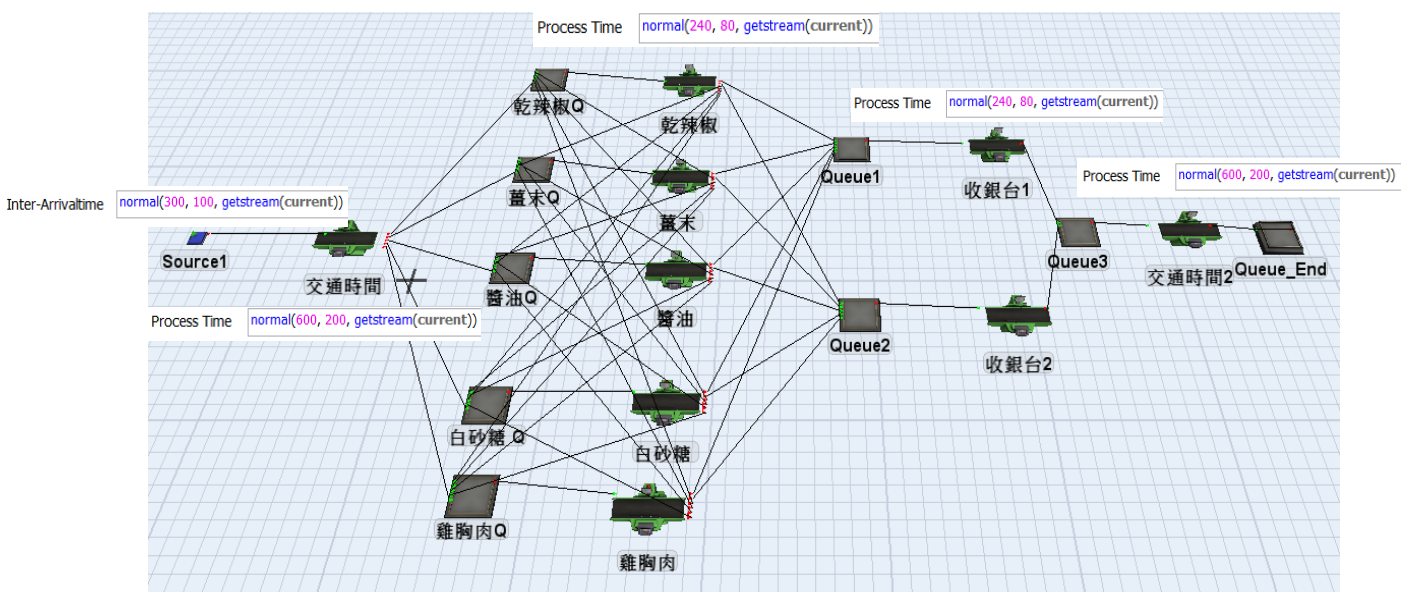 Process Time normal(240, 80, getstream(current))
乾辣椒Q
乾辣椒
Process Time normal(240, 80, getstream(current))
Queue1
收銀台1
Process Time normal(600, 200, getstream(current))
薑末Q
薑末
Inter-Arrivaltime normal(300, 100, getstream(current))
Source1
交通時間
醬油Q
醬油
Queue3
交通時間2
Queue_End
Process Time normal(600, 200, getstream(current))
Queue2
收銀台2
白砂糖 Q
白砂糖
雞胸肉Q
雞胸肉